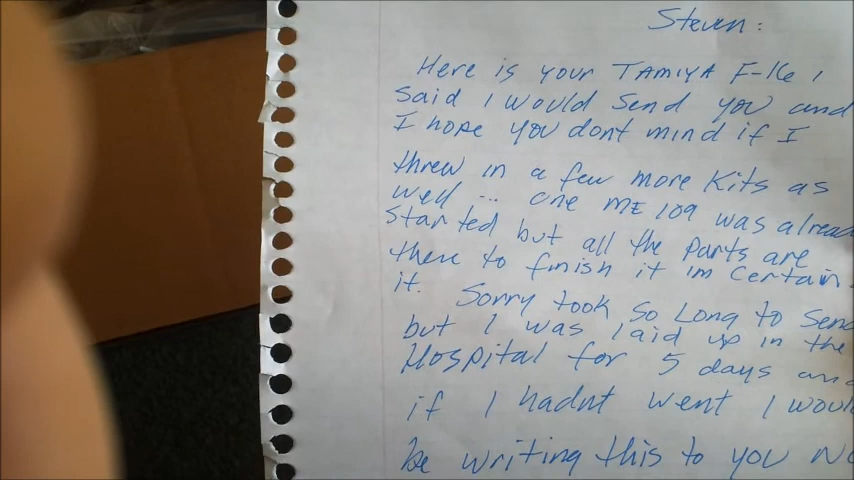 Steven:
Here is your TAMIYA F-16 I
said I would send you and
I hope you dont mind if I
threw in a few more Kits as
well ... one ME 109 was alread
started but all the parts are
there to finish it im certain
it. Sorry took so Long to Send
but I was laid up in the
Hospital for 5 days and
if I hadnt went I woul
be writing this to you No